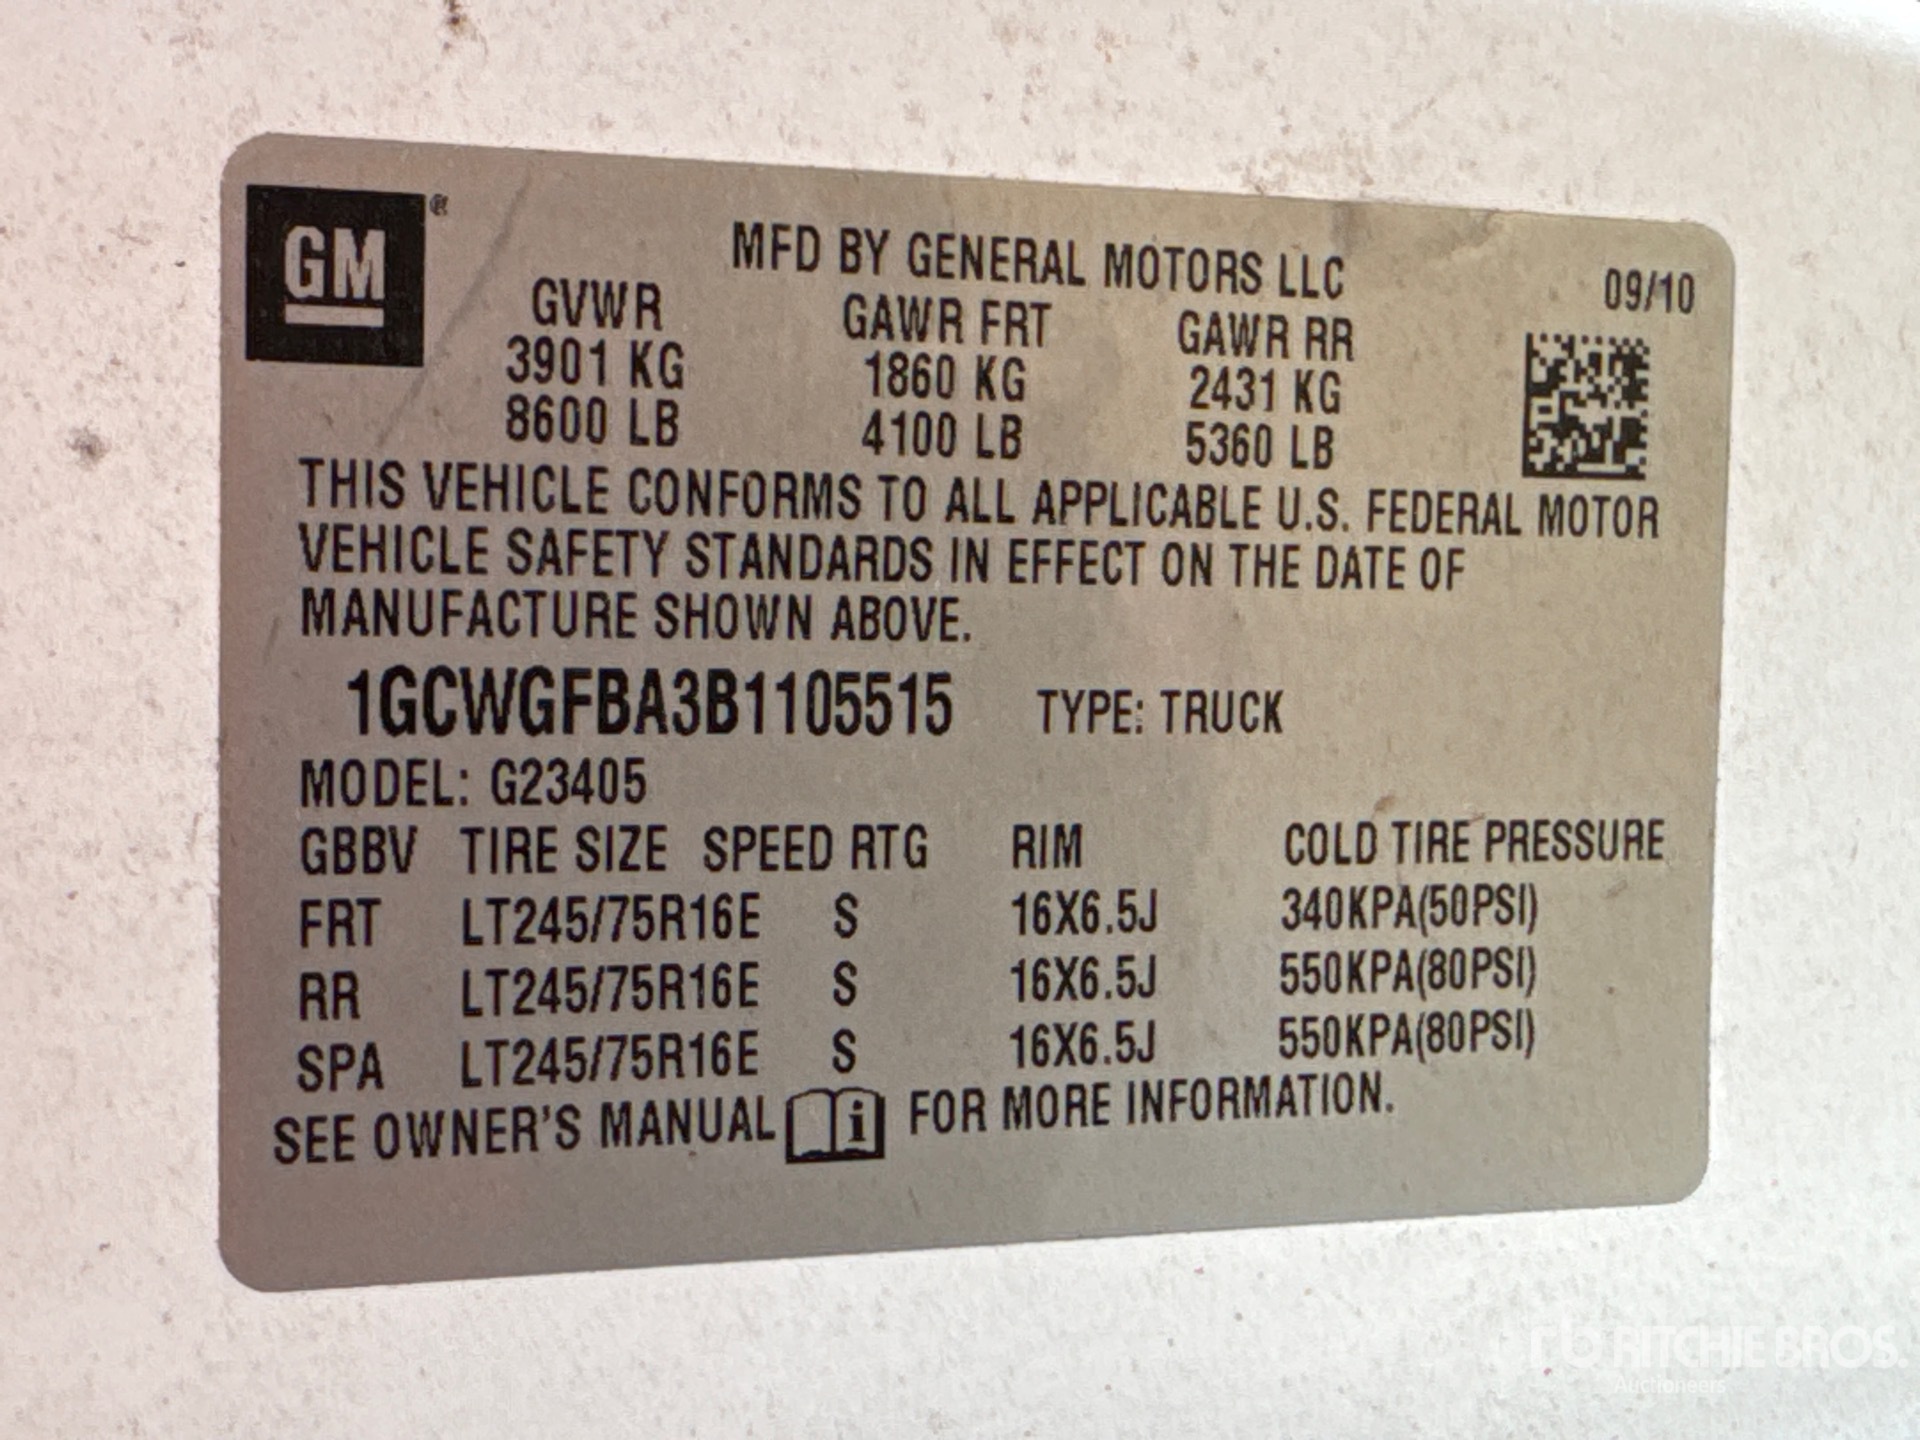 GM
MFD BY GENERAL MOTORS LLC
09/10
GVWR GAWR FRT GAWR RR
3901 KG 1860 KG 2431 KG
8600 LB 4100 LB 5360 LB
THIS VEHICLE CONFORMS TO ALL APPLICABLE U.S. FEDERAL MOTOR
VEHICLE SAFETY STANDARDS IN EFFECT ON THE DATE OF
MANUFACTURE SHOWN ABOVE.
1GCWGFBA3B1105515 TYPE: TRUCK
MODEL: G23405
GBBV TIRE SIZE SPEED RTG RIM COLD TIRE PRESSURE
FRT LT245/75R16E S 16X6.5J 340KPA(50PSI)
RR LT245/75R16E S 16X6.5J 550KPA(80PSI)
SPA LT245/75R16E S 16X6.5J 550KPA(80PSI)
SEE OWNER'S MANUAL i FOR MORE INFORMATION.
rb RITCHIE BROS.
Auctioneers